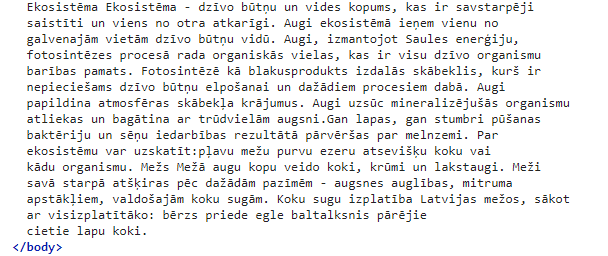 Ekosistēma Ekosistēma - dzīvo būtņu un vides kopums, kas ir savstarpēji
saistīti un viens no otra atkarīgi. Augi ekosistēmā ieņem vienu no
galvenajām vietām dzīvo būtņu vidū. Augi, izmantojot Saules enerģiju,
fotosintēzes procesā rada organiskās vielas, kas ir visu dzīvo organismu
barības pamats. Fotosintēzē kā blakusprodukts izdalās skābeklis, kurš ir
nepieciešams dzīvo būtņu elpošanai un dažādiem procesiem dabā. Augi
papildina atmosfēras skābekļa krājumus. Augi uzsūc mineralizējušās organismu
atliekas un bagātina ar trūdvielām augsni.Gan lapas, gan stumbri pūšanas
baktēriju un sēņu iedarbības rezultātā pārvēršas par melnzemi. Par
ekosistēmu var uzskatīt:pļavu mežu purvu ezeru atsevišķu koku vai
kādu organismu. Mežs Mežā augu kopu veido koki, krūmi un lakstaugi. Meži
savā starpā atšķiras pēc dažādām pazīmēm - augsnes auglības, mitruma
apstākļiem, valdošajām koku sugām. Koku sugu izplatība Latvijas mežos, sākot
ar visizplatītāko: bērzs priede egle baltalksnis pārējie
cietie lapu koki.
</body>